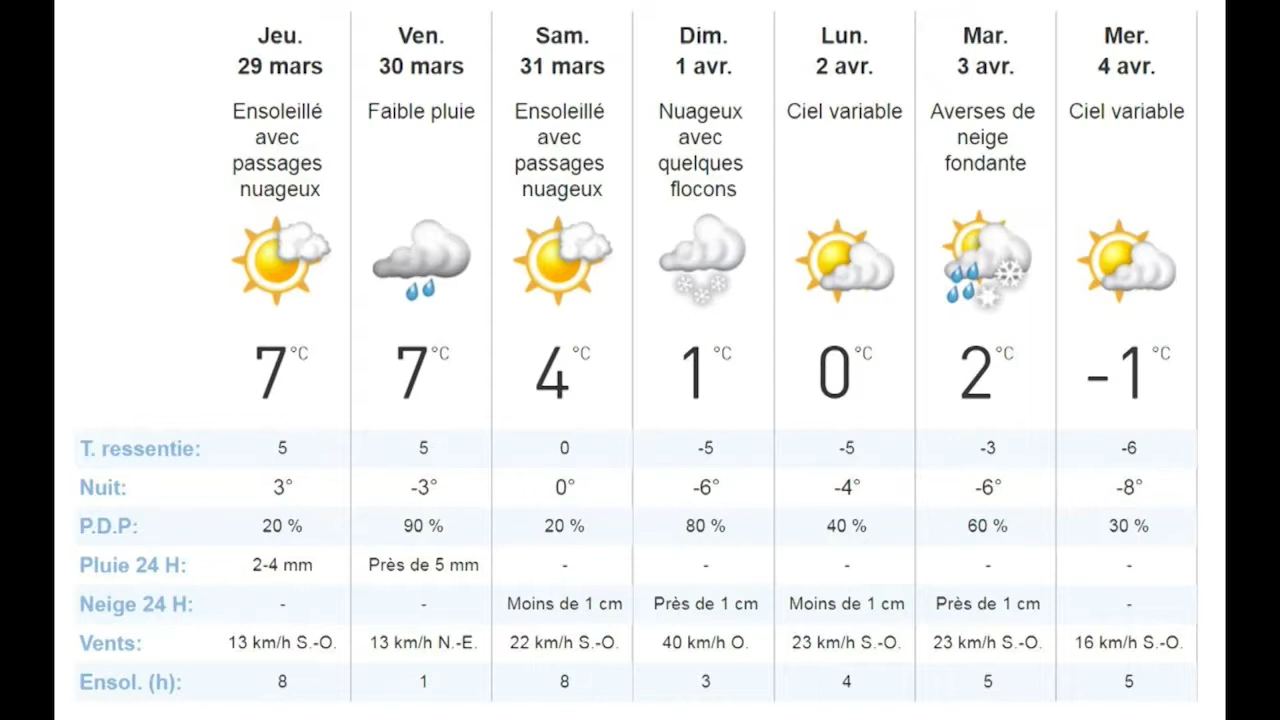 Jeu. Ven. Sam. Dim. Lun. Mar. Mer.
29 mars 30 mars 31 mars 1 avr. 2 avr. 3 avr. 4 avr.
Ensoleillé Faible pluie Ensoleillé Nuageux Ciel variable Averses de Ciel variable
avec avec avec neige
passages passages quelques fondante
nuageux nuageux flocons
7 °C 7 °C 4 °C 1 °C 0 °C 2 °C -1 °C
T. ressentie: 5 5 0 -5 -5 -3 -6
Nuit: 3° -3° 0° -6° -4° -6° -8°
P.D.P: 20 % 90 % 20 % 80 % 40 % 60 % 30 %
Pluie 24 H: 2-4 mm Près de 5 mm - - - - -
Neige 24 H: - - Moins de 1 cm Près de 1 cm Moins de 1 cm Près de 1 cm -
Vents: 13 km/h S.-O. 13 km/h N.-E. 22 km/h S.-O. 40 km/h O. 23 km/h S.-O. 23 km/h S.-O. 16 km/h S.-O.
Ensol. (h): 8 1 8 3 4 5 5